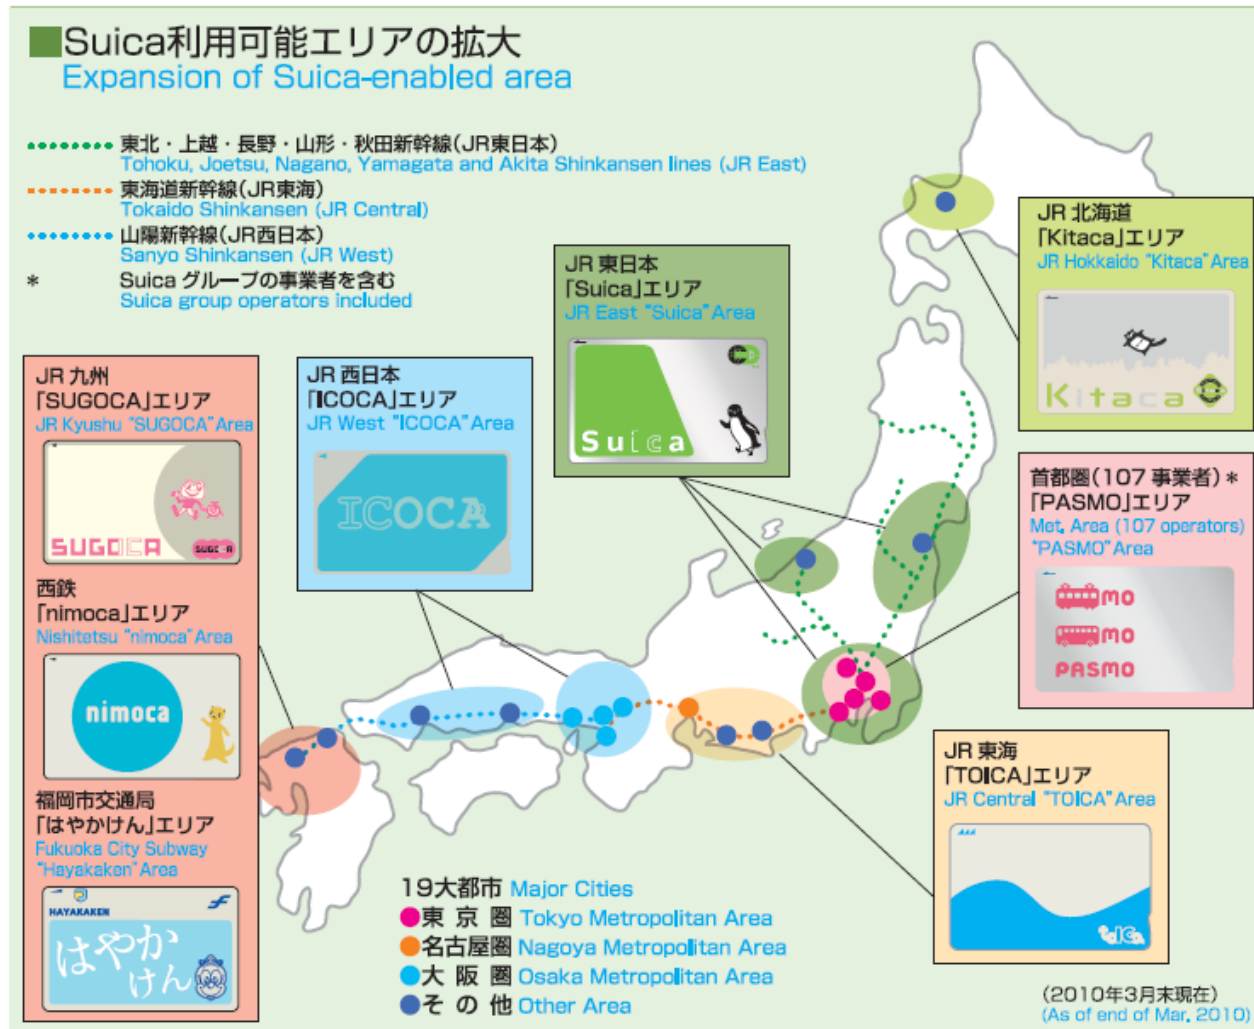 ■Suica利用可能エリアの拡大
Expansion of Suica-enabled area
東北・上越・長野・山形・秋田新幹線(JR東日本)
Tohoku, Joetsu, Nagano, Yamagata and Akita Shinkansen lines (JR East)
東海道新幹線(JR東海)
Tokaido Shinkansen (JR Central)
山陽新幹線(JR西日本)
Sanyo Shinkansen (JR West)
* Suica グループの事業者を含む
Suica group operators included
JR 九州
「SUGOCA」エリア
JR Kyushu "SUGOCA" Area
SUGOCA
SUGOCA
西鉄
「nimoca」エリア
Nishitetsu "nimoca" Area
nimoca
福岡市交通局
「はやかけん」エリア
Fukuoka City Subway
"Hayakaken" Area
HAYAKAKEN
はやか
けん
JR 西日本
「ICOCA」エリア
JR West "ICOCA" Area
ICOCA
JR 東日本
「Suica」エリア
JR East "Suica" Area
Suica
JR 北海道
「Kitaca」エリア
JR Hokkaido "Kitaca" Area
Kitaca
首都圏(107 事業者)*
「PASMO」エリア
Met. Area (107 operators)
"PASMO" Area
MO
MO
PASMO
JR 東海
「TOICA」エリア
JR Central "TOICA" Area
TOICA
19大都市 Major Cities
●東 京 圏 Tokyo Metropolitan Area
●名古屋圏 Nagoya Metropolitan Area
●大 阪 圏 Osaka Metropolitan Area
●そ の 他 Other Area
(2010年3月末現在)
(As of end of Mar. 2010)